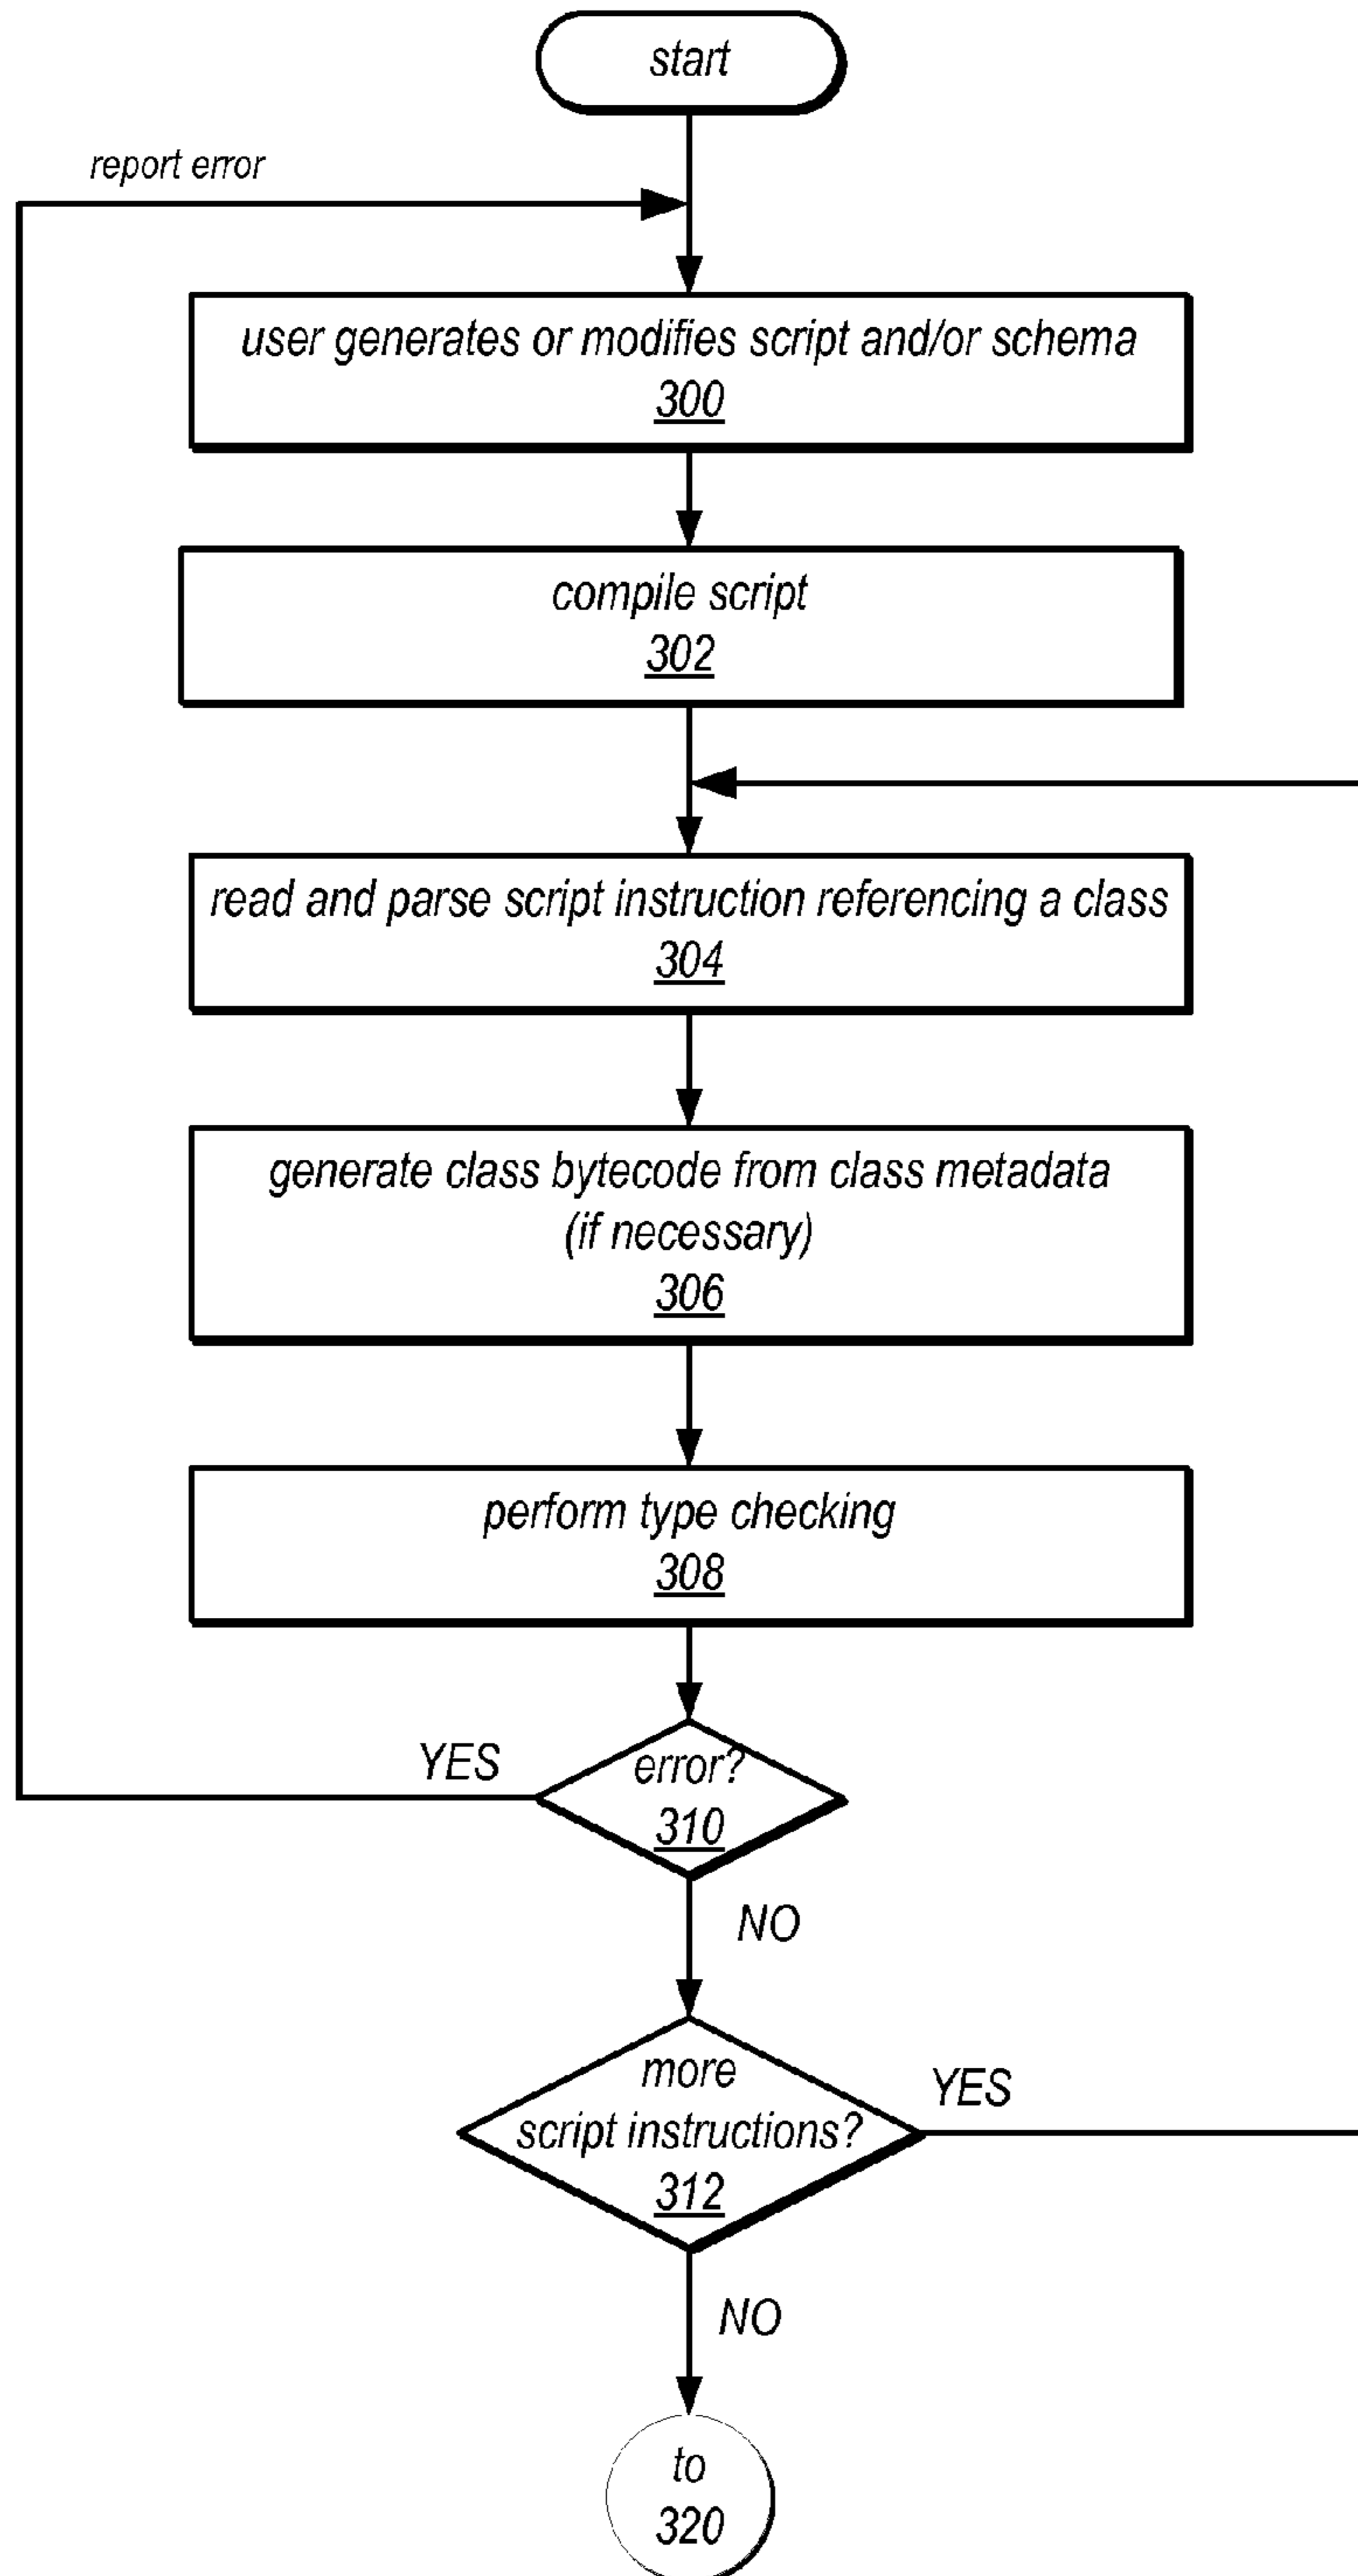 start
report error
user generates or modifies script and/or schema
300
compile script
302
read and parse script instruction referencing a class
304
generate class bytecode from class metadata
(if necessary)
306
perform type checking
308
YES
error?
310
NO
more
YES
script instructions?
312
NO
to
320